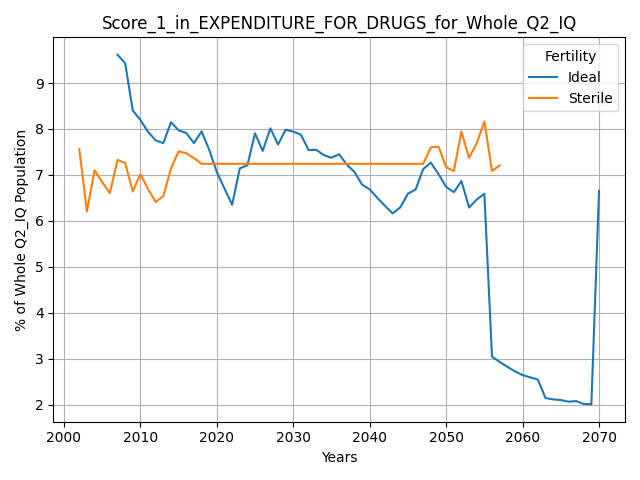 Score_1_in_EXPENDITURE_FOR_DRUGS_for_Whole_Q2_IQ
Fertility
Ideal
Sterile
% of Whole Q2_IQ Population
9
8
7
6
5
4
3
2
2000 2010 2020 2030 2040 2050 2060 2070
Years